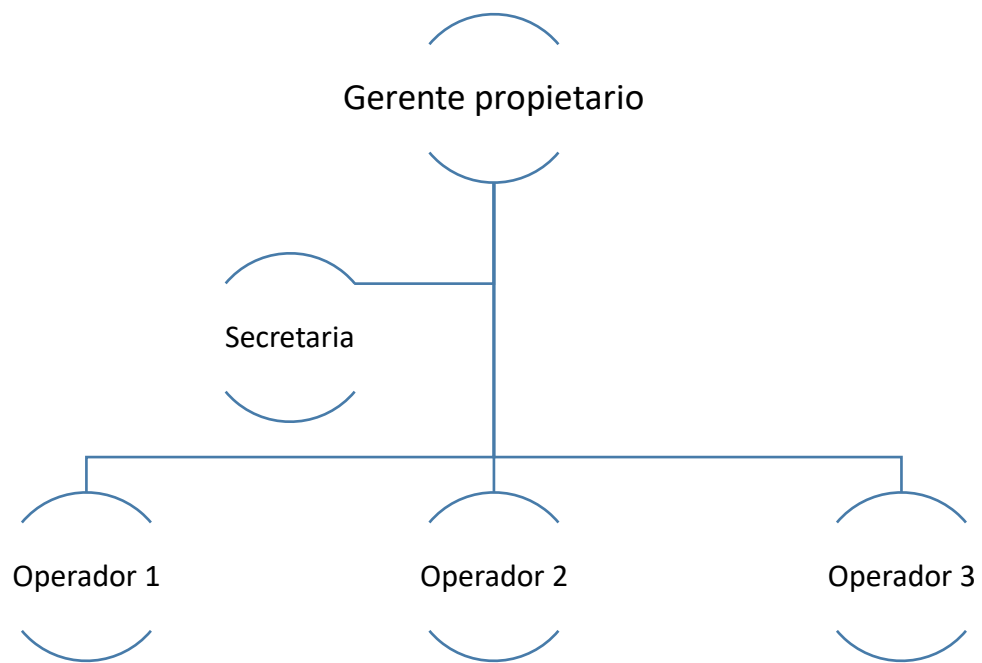 Gerente propietario
Secretaria
Operador 1
Operador 2
Operador 3